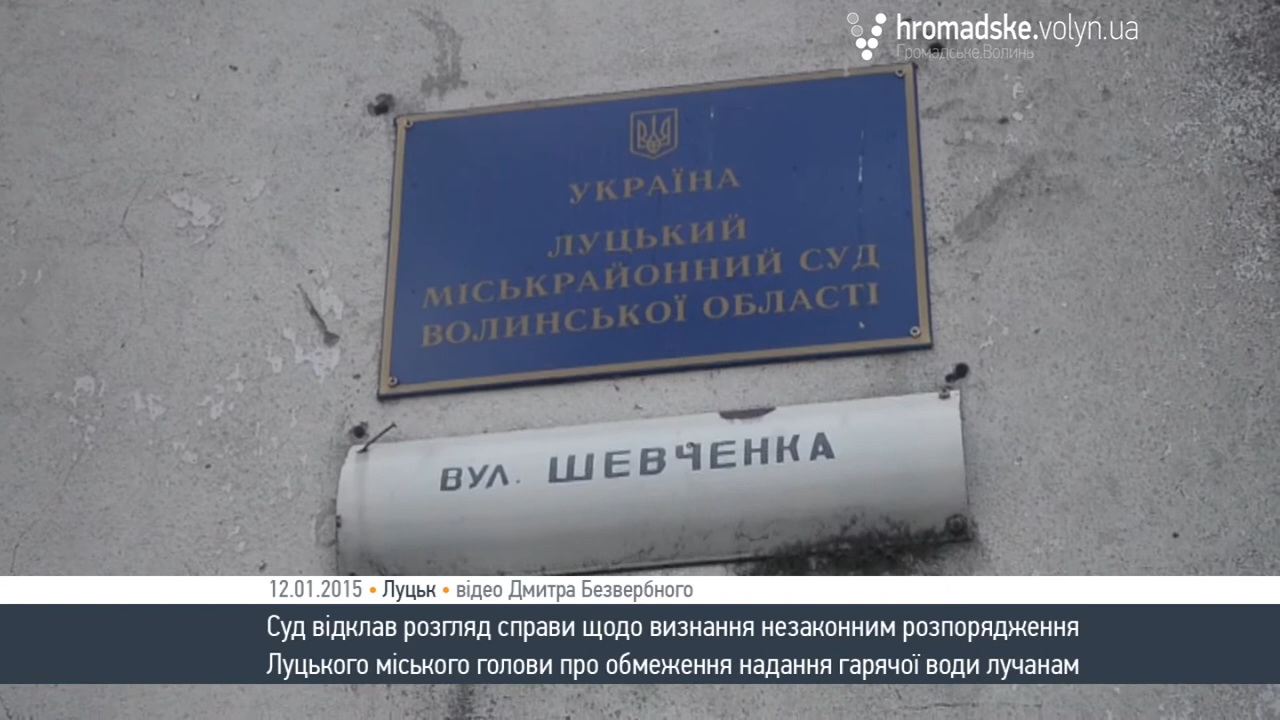 hromadske.volyn.ua
Громадське.Волинь
УКРАЇНА
ЛУЦЬКИЙ
МІСЬКРАЙОННИЙ СУД
ВОЛИНСЬКОЇ ОБЛАСТІ
ВУЛ. ШЕВЧЕНКА
12.01.2015 • Луцьк • відео Дмитра Безвербного
Суд відклав розгляд справи щодо визнання незаконним розпорядження
Луцького міського голови про обмеження надання гарячої води лучанам